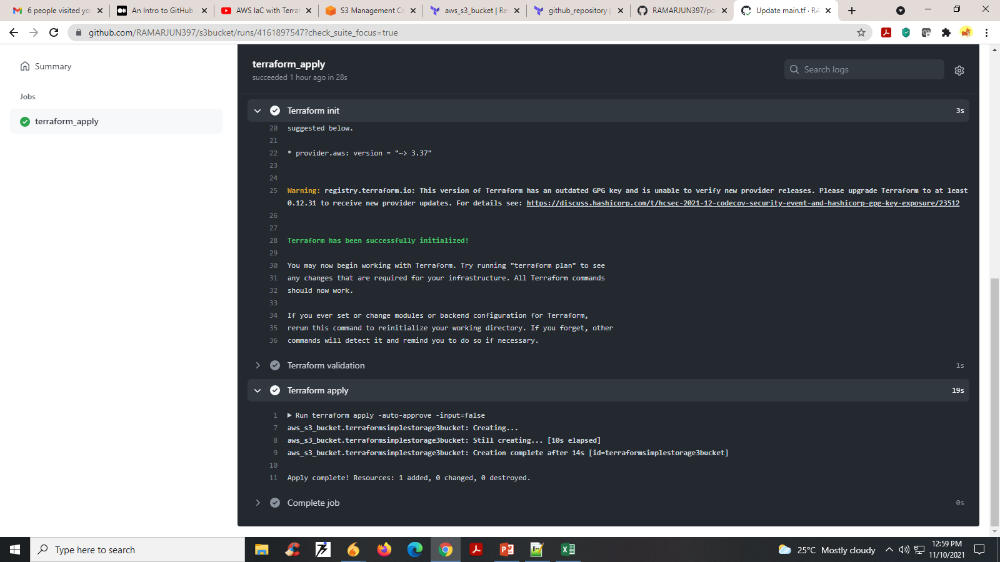 6 people visited yo
An Intro to GitHub
AWS IaC with Terraf
S3 Management Co
aws_s3_bucket | Re
github_repository |
RAMARJUN397/po
Update main.tf · RA
github.com/RAMARJUN397/s3bucket/runs/4161897547?check_suite_focus=true
Summary
Jobs
terraform_apply
terraform_apply
succeeded 1 hour ago in 28s
Search logs
Terraform init 3s
20 suggested below.
21
22 * provider.aws: version = "~> 3.37"
23
24
25 Warning: registry.terraform.io: This version of Terraform has an outdated GPG key and is unable to verify new provider releases. Please upgrade Terraform to at least
0.12.31 to receive new provider updates. For details see: https://discuss.hashicorp.com/t/hcsec-2021-12-codecov-security-event-and-hashicorp-gpg-key-exposure/23512
26
27
28 Terraform has been successfully initialized!
29
30 You may now begin working with Terraform. Try running "terraform plan" to see
31 any changes that are required for your infrastructure. All Terraform commands
32 should now work.
33
34 If you ever set or change modules or backend configuration for Terraform,
35 rerun this command to reinitialize your working directory. If you forget, other
36 commands will detect it and remind you to do so if necessary.
Terraform validation 1s
Terraform apply 19s
1 ▶ Run terraform apply -auto-approve -input=false
7 aws_s3_bucket.terraformsimplestorage3bucket: Creating...
8 aws_s3_bucket.terraformsimplestorage3bucket: Still creating... [10s elapsed]
9 aws_s3_bucket.terraformsimplestorage3bucket: Creation complete after 14s [id=terraformsimplestorage3bucket]
10
11 Apply complete! Resources: 1 added, 0 changed, 0 destroyed.
Complete job 0s
Type here to search
25°C Mostly cloudy
12:59 PM
11/10/2021